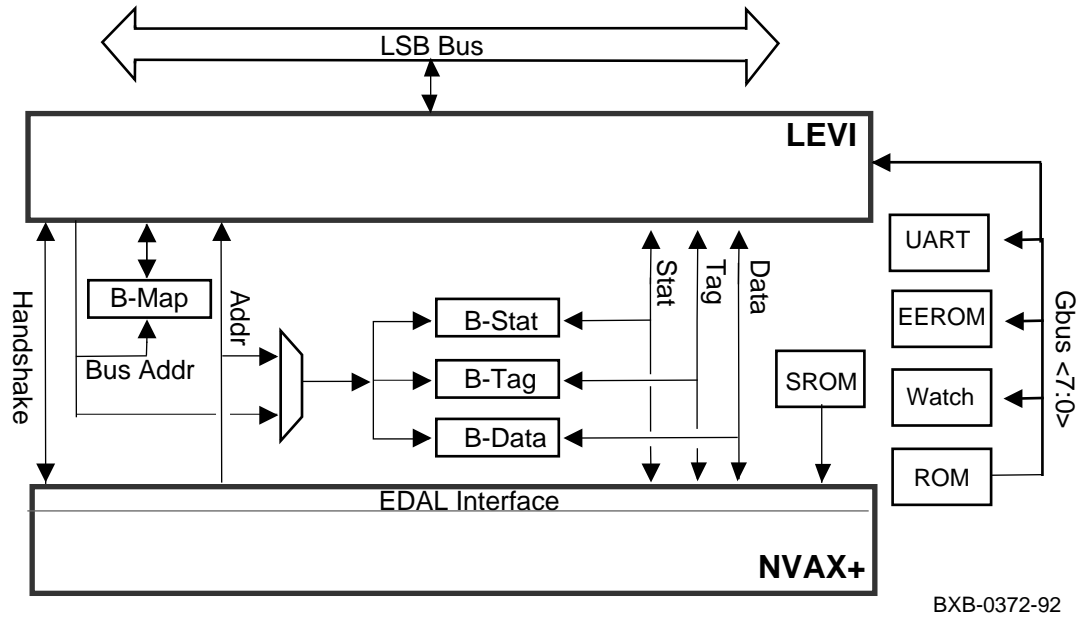 LSB Bus
LEVI
UART
Handshake
B-Map
Addr
Stat
Tag
Data
B-Stat
EEROM
Gbus <7:0>
Bus Addr
B-Tag
SROM
Watch
B-Data
ROM
EDAL Interface
NVAX+
BXB-0372-92